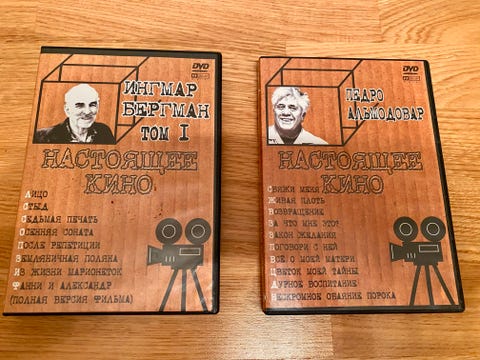 DVD
ИНГМАР
БЕРГМАН
ТОМ I
НАСТОЯЩЕЕ
КИНО
ЛИЦО
СТЫД
СЕДЬМАЯ ПЕЧАТЬ
ОСЕННЯЯ СОНАТА
ПОСЛЕ РЕПЕТИЦИИ
ЗЕМЛЯНИЧНАЯ ПОЛЯНА
ИЗ ЖИЗНИ МАРИОНЕТОК
ФАННИ И АЛЕКСАНДР
(ПОЛНАЯ ВЕРСИЯ ФИЛЬМА)
DVD
ПЕДРО
АЛЬМОДОВАР
НАСТОЯЩЕЕ
КИНО
СВЯЖИ МЕНЯ
ЖИВАЯ ПЛОТЬ
ВОЗВРАЩЕНИЕ
ЗА ЧТО МНЕ ЭТО?
ЗАКОН ЖЕЛАНИЯ
ПОГОВОРИ С НЕЙ
ВСЕ О МОЕЙ МАТЕРИ
ЦВЕТОК МОЕЙ ТАЙНЫ
ДУРНОЕ ВОСПИТАНИЕ
НЕСКРОМНОЕ ОБАЯНИЕ ПОРОКА